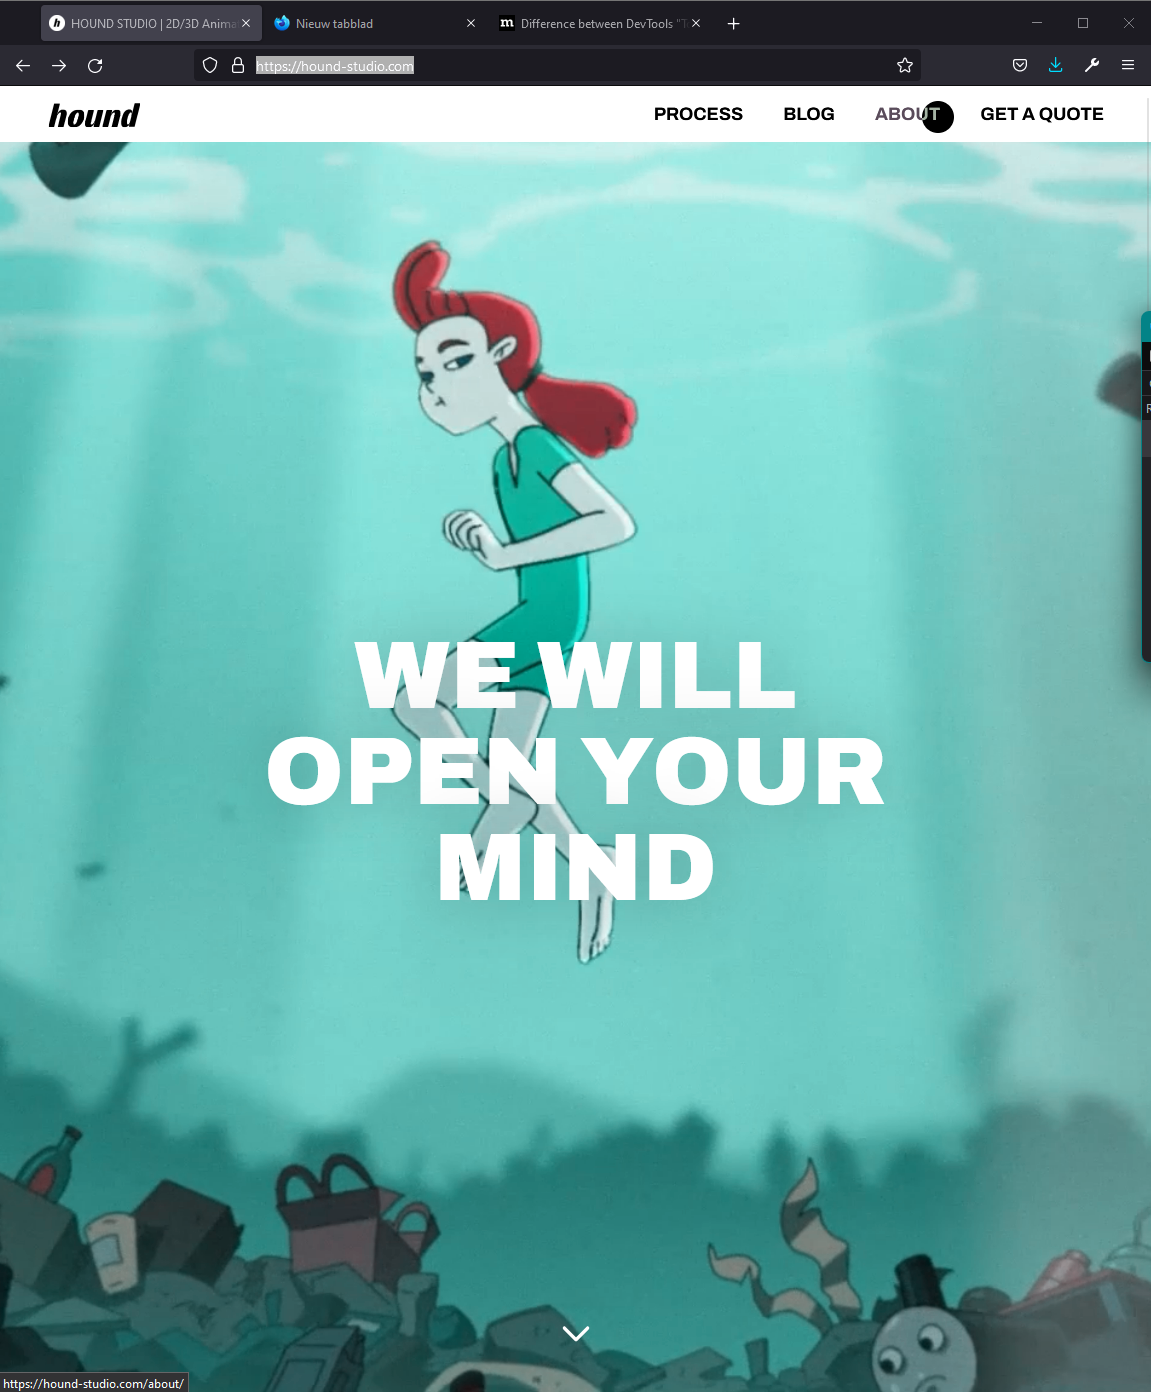 HOUND STUDIO | 2D/3D Anima
Nieuw tabblad
Difference between DevTools "T
https://hound-studio.com
hound
PROCESS
BLOG
ABOUT
GET A QUOTE
WE WILL
OPEN YOUR
MIND
https://hound-studio.com/about/